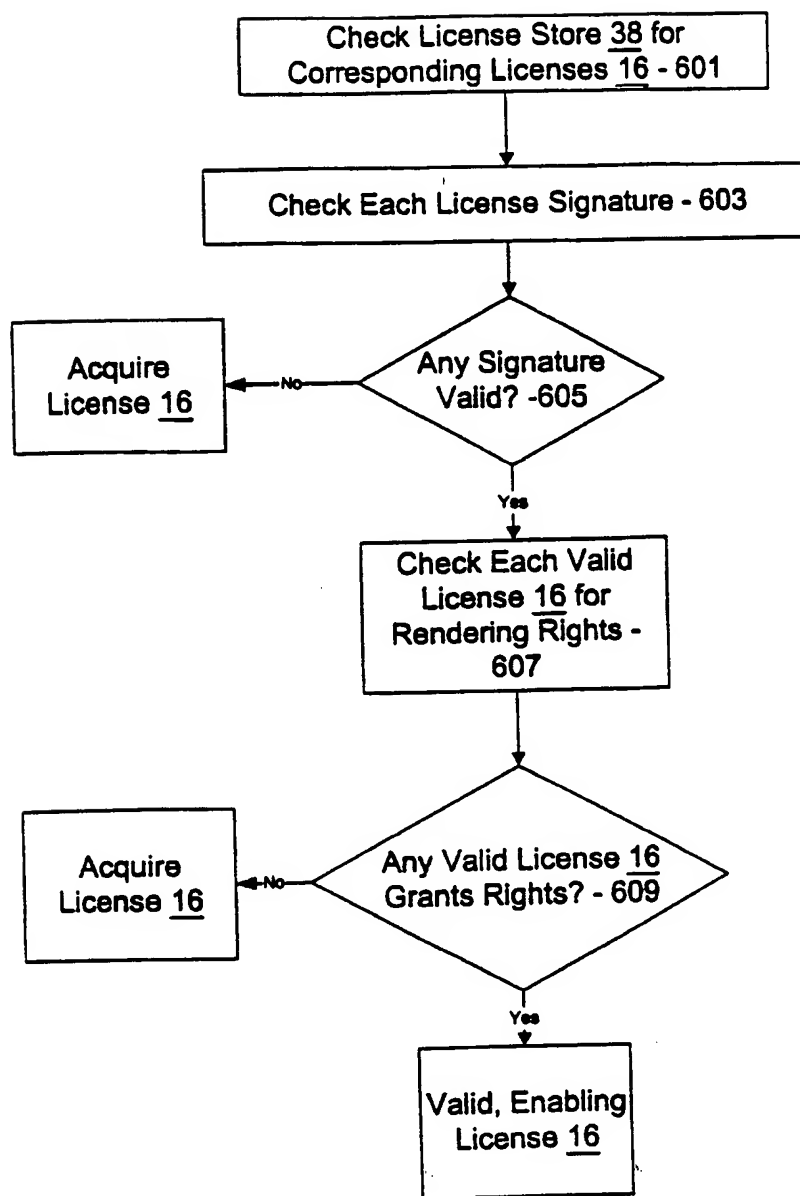 Check License Store 38 for
Corresponding Licenses 16 - 601
Check Each License Signature - 603
Any Signature
Valid? -605
No
Acquire
License 16
Yes
Check Each Valid
License 16 for
Rendering Rights -
607
Any Valid License 16
Grants Rights? - 609
No
Acquire
License 16
Yes
Valid, Enabling
License 16